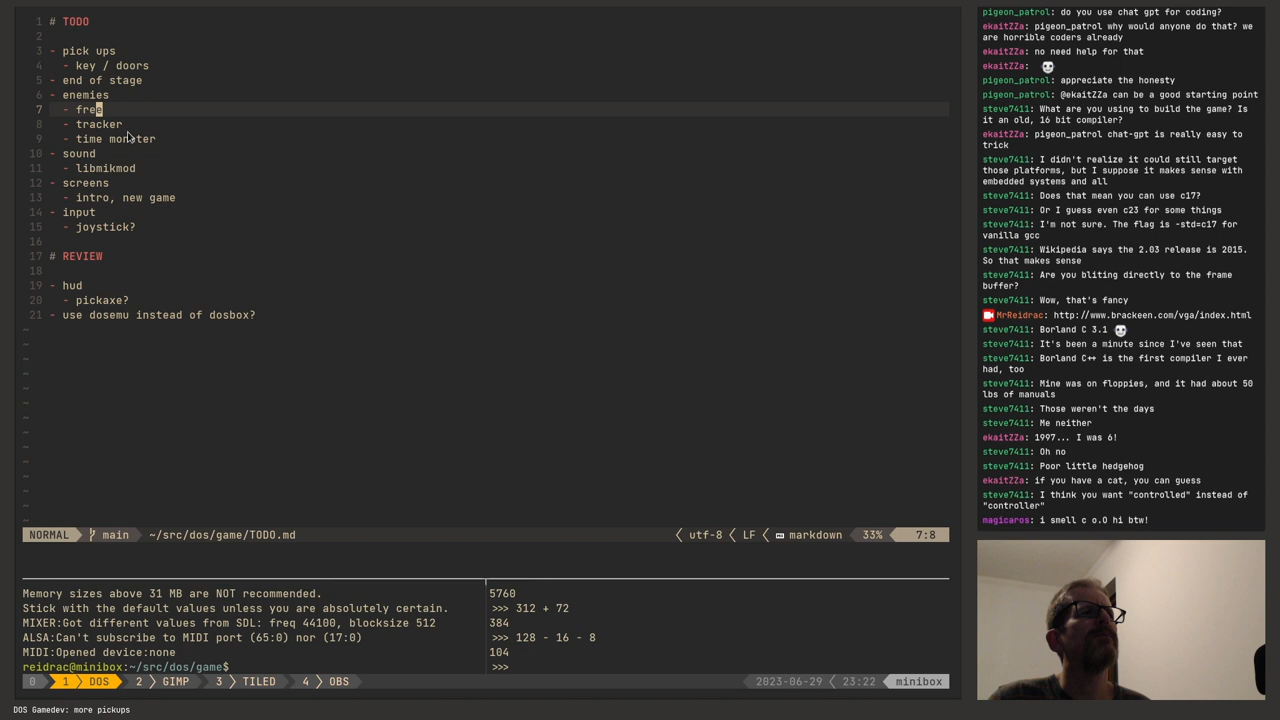 1 # TODO
2
3 - pick ups
4 - key / doors
5 - end of stage
6 - enemies
7 - free
8 - tracker
9 - time monster
10 - sound
11 - libmikmod
12 - screens
13 - intro, new game
14 - input
15 - joystick?
16
17 # REVIEW
18
19 - hud
20 - pickaxe?
21 - use dosemu instead of dosbox?
~
~
~
~
~
~
~
~
~
~
~
~
~
~
NORMAL main ~/src/dos/game/TODO.md utf-8 LF markdown 33% 7:8
Memory sizes above 31 MB are NOT recommended.
Stick with the default values unless you are absolutely certain.
MIXER:Got different values from SDL: freq 44100, blocksize 512
ALSA:Can't subscribe to MIDI port (65:0) nor (17:0)
MIDI:Opened device:none
reidrac@minibox:~/src/dos/game$
5760
>>> 312 + 72
384
>>> 128 - 16 - 8
104
>>>
0 1 DOS 2 GIMP 3 TILED 4 OBS 2023-06-29 23:22 minibox
DOS Gamedev: more pickups
pigeon_patrol: do you use chat gpt for coding?
ekaitZZa: pigeon_patrol why would anyone do that? we
are horrible coders already
ekaitZZa: no need help for that
ekaitZZa:
pigeon_patrol: appreciate the honesty
pigeon_patrol: @ekaitZZa can be a good starting point
steve7411: What are you using to build the game? Is
it an old, 16 bit compiler?
ekaitZZa: pigeon_patrol chat-gpt is really easy to
trick
steve7411: I didn't realize it could still target
those platforms, but I suppose it makes sense with
embedded systems and all
steve7411: Does that mean you can use c17?
steve7411: Or I guess even c23 for some things
steve7411: I'm not sure. The flag is -std=c17 for
vanilla gcc
steve7411: Wikipedia says the 2.03 release is 2015.
So that makes sense
steve7411: Are you bliting directly to the frame
buffer?
steve7411: Wow, that's fancy
MrReidrac: http://www.brackeen.com/vga/index.html
steve7411: Borland C 3.1
steve7411: It's been a minute since I've seen that
steve7411: Borland C++ is the first compiler I ever
had, too
steve7411: Mine was on floppies, and it had about 50
lbs of manuals
steve7411: Those weren't the days
steve7411: Me neither
ekaitZZa: 1997... I was 6!
steve7411: Oh no
steve7411: Poor little hedgehog
ekaitZZa: if you have a cat, you can guess
steve7411: I think you want "controlled" instead of
"controller"
magicaros: i smell c o.O hi btw!